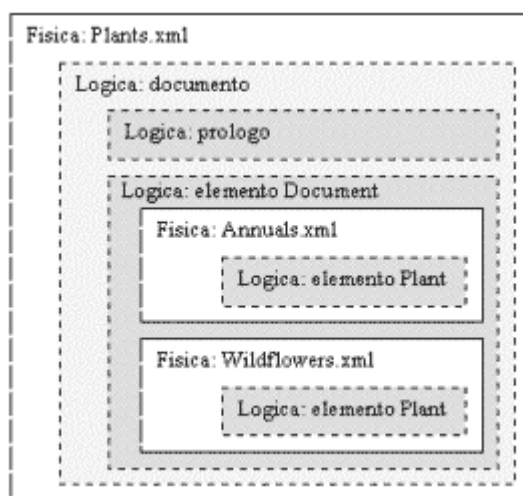 Fisica: Plants.xml
Logica: documento
Logica: prologo
Logica: elemento Document
Fisica: Annuals.xml
Logica: elemento Plant
Fisica: Wildflowers.xml
Logica: elemento Plant